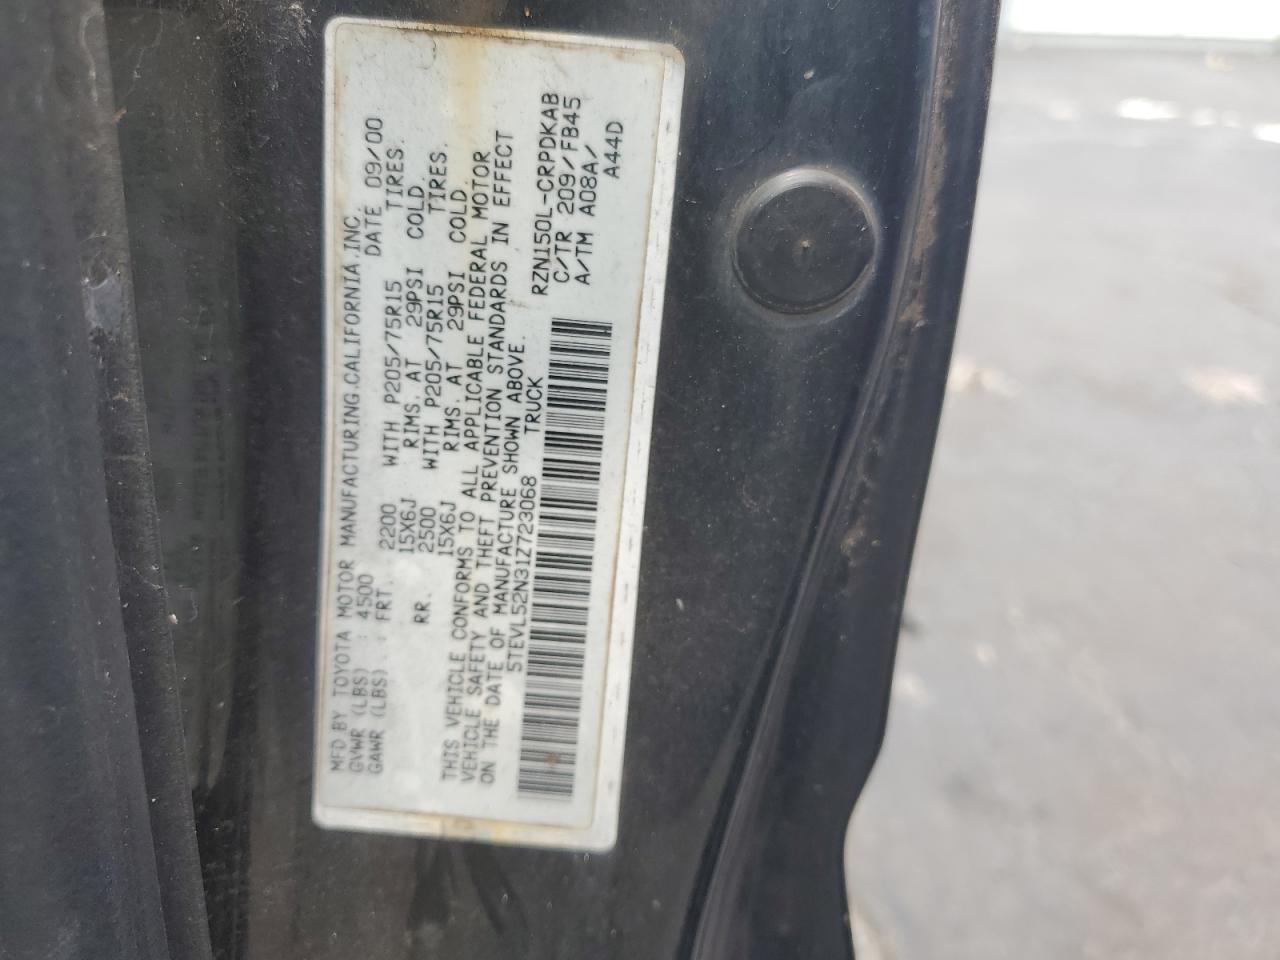 MFD BY TOYOTA MOTOR MANUFACTURING.CALIFORNIA.INC.
GVWR (LBS) : 4500 DATE 09/00
GAWR (LBS) : FRT. 2200 WITH P205/75R15 TIRES.
15X6J RIMS. AT 29PSI COLD.
RR. 2500 WITH P205/75R15 TIRES.
15X6J RIMS. AT 29PSI COLD.
THIS VEHICLE CONFORMS TO ALL APPLICABLE FEDERAL MOTOR
VEHICLE SAFETY AND THEFT PREVENTION STANDARDS IN EFFECT
ON THE DATE OF MANUFACTURE SHOWN ABOVE.
5TEVL52N31Z723068 TRUCK
RZN150L-CRPDKAB
C/TR 209/FB45
A/TM A08A/
A44D